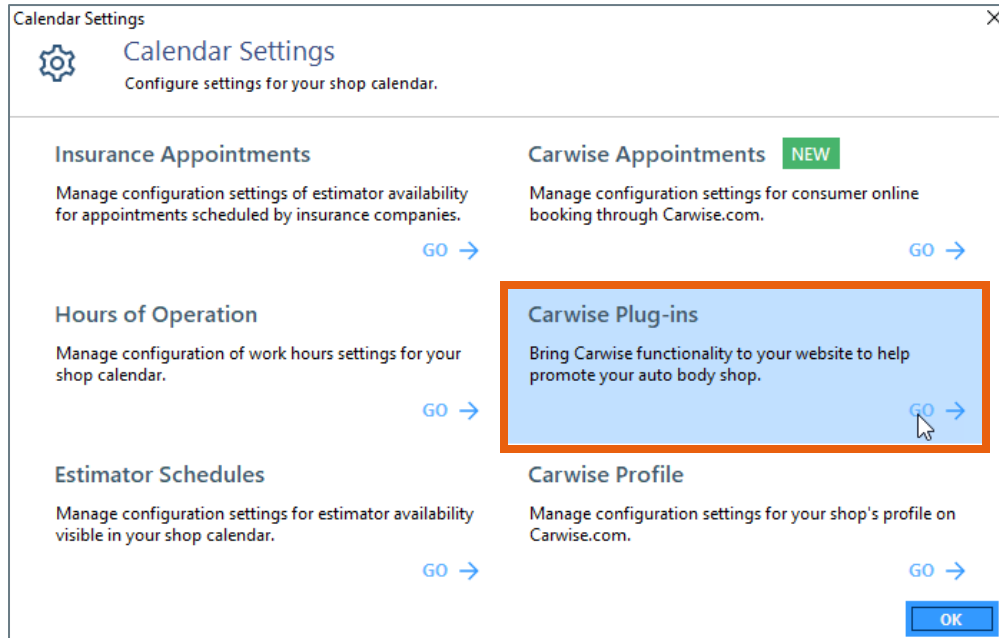 Calendar Settings
Calendar Settings
Configure settings for your shop calendar.
Insurance Appointments
Manage configuration settings of estimator availability
for appointments scheduled by insurance companies.
GO
Carwise Appointments NEW
Manage configuration settings for consumer online
booking through Carwise.com.
GO
Hours of Operation
Manage configuration of work hours settings for your
shop calendar.
GO
Carwise Plug-ins
Bring Carwise functionality to your website to help
promote your auto body shop.
GO
Estimator Schedules
Manage configuration settings for estimator availability
visible in your shop calendar.
GO
Carwise Profile
Manage configuration settings for your shop's profile on
Carwise.com.
GO
OK